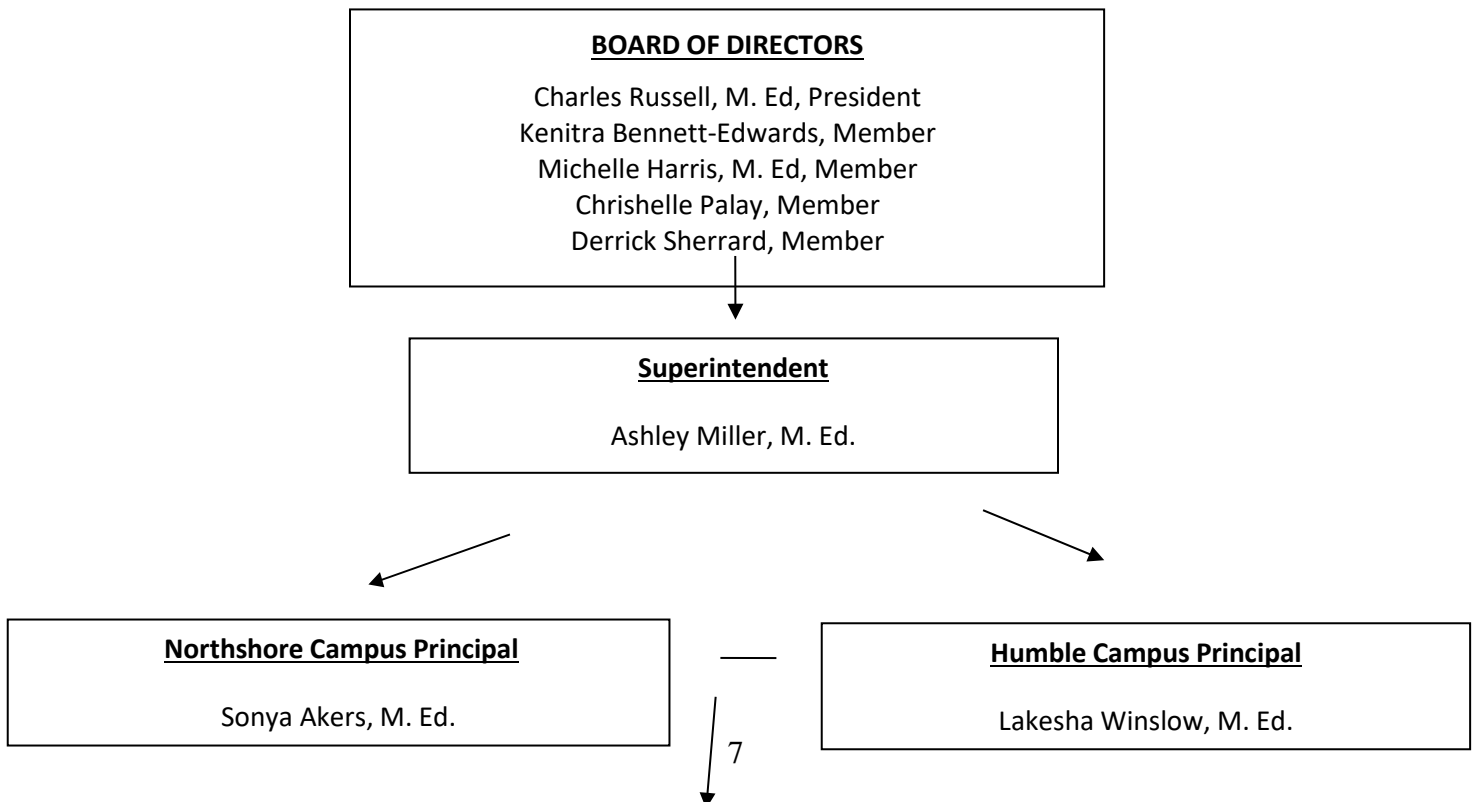 BOARD OF DIRECTORS
Charles Russell, M. Ed, President
Kenitra Bennett-Edwards, Member
Michelle Harris, M. Ed, Member
Chrishelle Palay, Member
Derrick Sherrard, Member
Superintendent
Ashley Miller, M. Ed.
Northshore Campus Principal
Sonya Akers, M. Ed.
Humble Campus Principal
Lakesha Winslow, M. Ed.
7